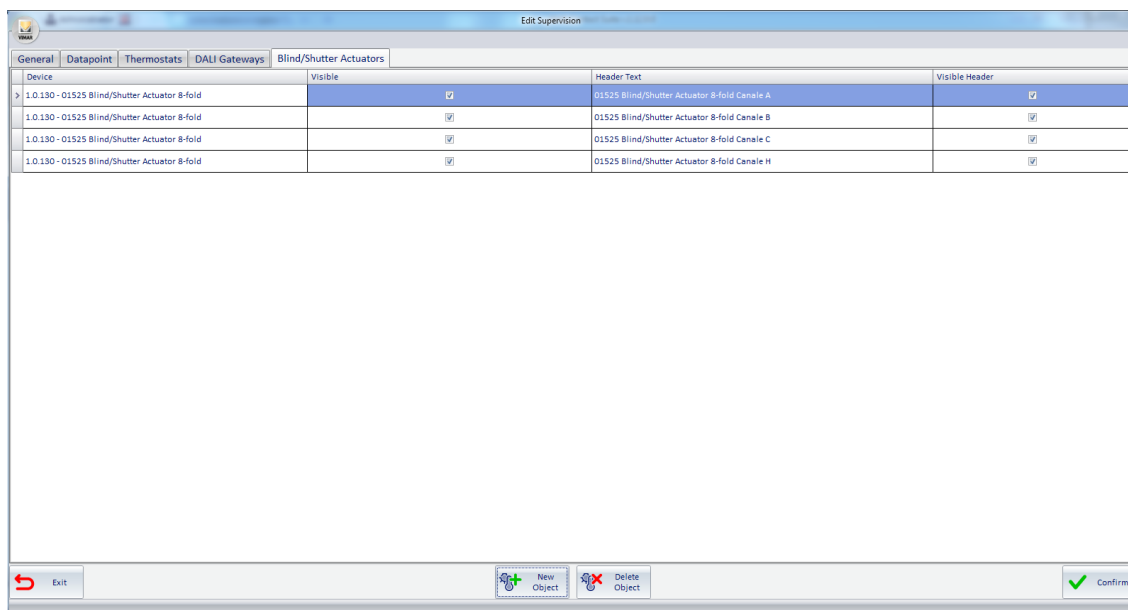 Edit Supervision
VIMAR
General Datapoint Thermostats DALI Gateways Blind/Shutter Actuators
Device Visible Header Text Visible Header
1.0.130 - 01525 Blind/Shutter Actuator 8-fold 01525 Blind/Shutter Actuator 8-fold Canale A
1.0.130 - 01525 Blind/Shutter Actuator 8-fold 01525 Blind/Shutter Actuator 8-fold Canale B
1.0.130 - 01525 Blind/Shutter Actuator 8-fold 01525 Blind/Shutter Actuator 8-fold Canale C
1.0.130 - 01525 Blind/Shutter Actuator 8-fold 01525 Blind/Shutter Actuator 8-fold Canale H
Exit
New
Object
Delete
Object
Confirm